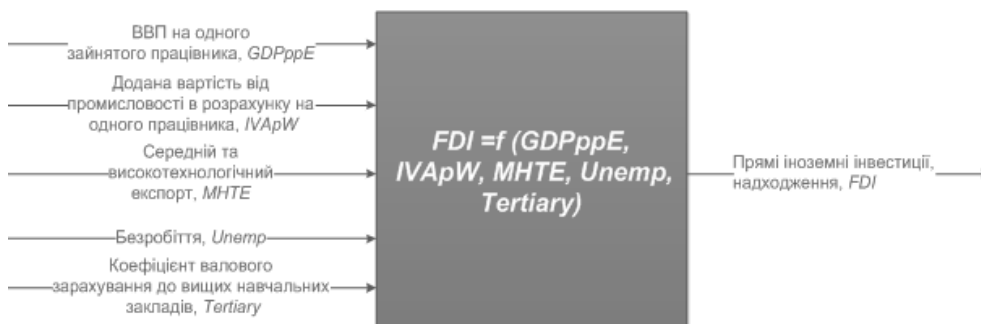 ВВП на одного
зайнятого працівника, GDPppE
Додана вартість від
промисловості в розрахунку на
одного працівника, IVApW
Середній та
високотехнологічний
експорт, MHTE
Безробіття, Unemp
Коефіцієнт валового
зарахування до вищих навчальних
закладів, Tertiary
FDI =f (GDPppE,
IVApW, MHTE, Unemp,
Tertiary)
Прямі іноземні інвестиції,
надходження, FDI